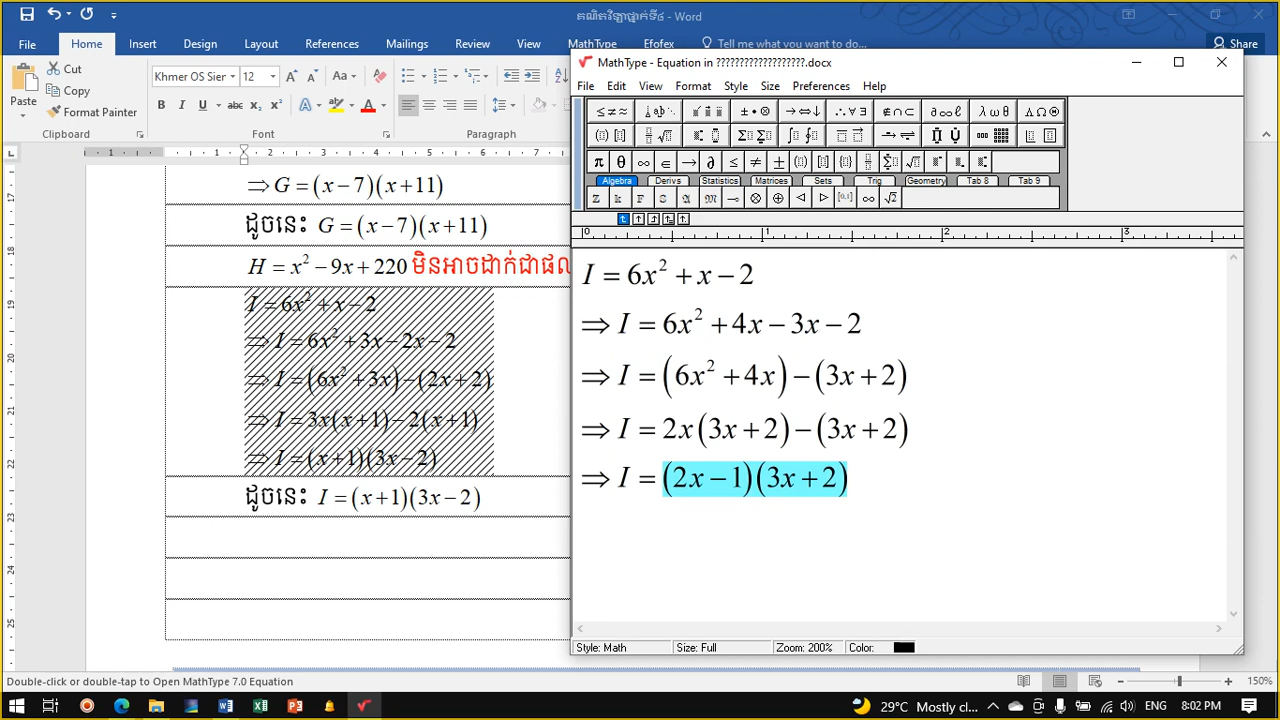 គណិតវិទ្យាថ្នាក់ទី៨ - Word
File Home Insert Design Layout References Mailings Review View MathType Efofex Tell me what you want to do... Share
Cut
Copy
Format Painter
Paste
Khmer OS Sier 12
Clipboard Font Paragraph
⇒ G = (x − 7)(x + 11)
ដូចនេះ G = (x − 7)(x + 11)
H = x² − 9x + 220 មិនអាចដាក់ជាផល
I = 6x² + x − 2
⇒ I = 6x² + 3x − 2x − 2
⇒ I = (6x² + 3x) − (2x + 2)
⇒ I = 3x(x + 1) − 2(x + 1)
⇒ I = (x + 1)(3x − 2)
ដូចនេះ I = (x + 1)(3x − 2)
MathType - Equation in ???????????????????.docx
File Edit View Format Style Size Preferences Help
Algebra Derivs Statistics Matrices Sets Trig Geometry Tab 8 Tab 9
0 1 2 3
I = 6x² + x − 2
⇒ I = 6x² + 4x − 3x − 2
⇒ I = (6x² + 4x) − (3x + 2)
⇒ I = 2x(3x + 2) − (3x + 2)
⇒ I = (2x − 1)(3x + 2)
Style: Math Size: Full Zoom: 200% Color:
Double-click or double-tap to Open MathType 7.0 Equation 150%
29°C Mostly cl... ENG 8:02 PM